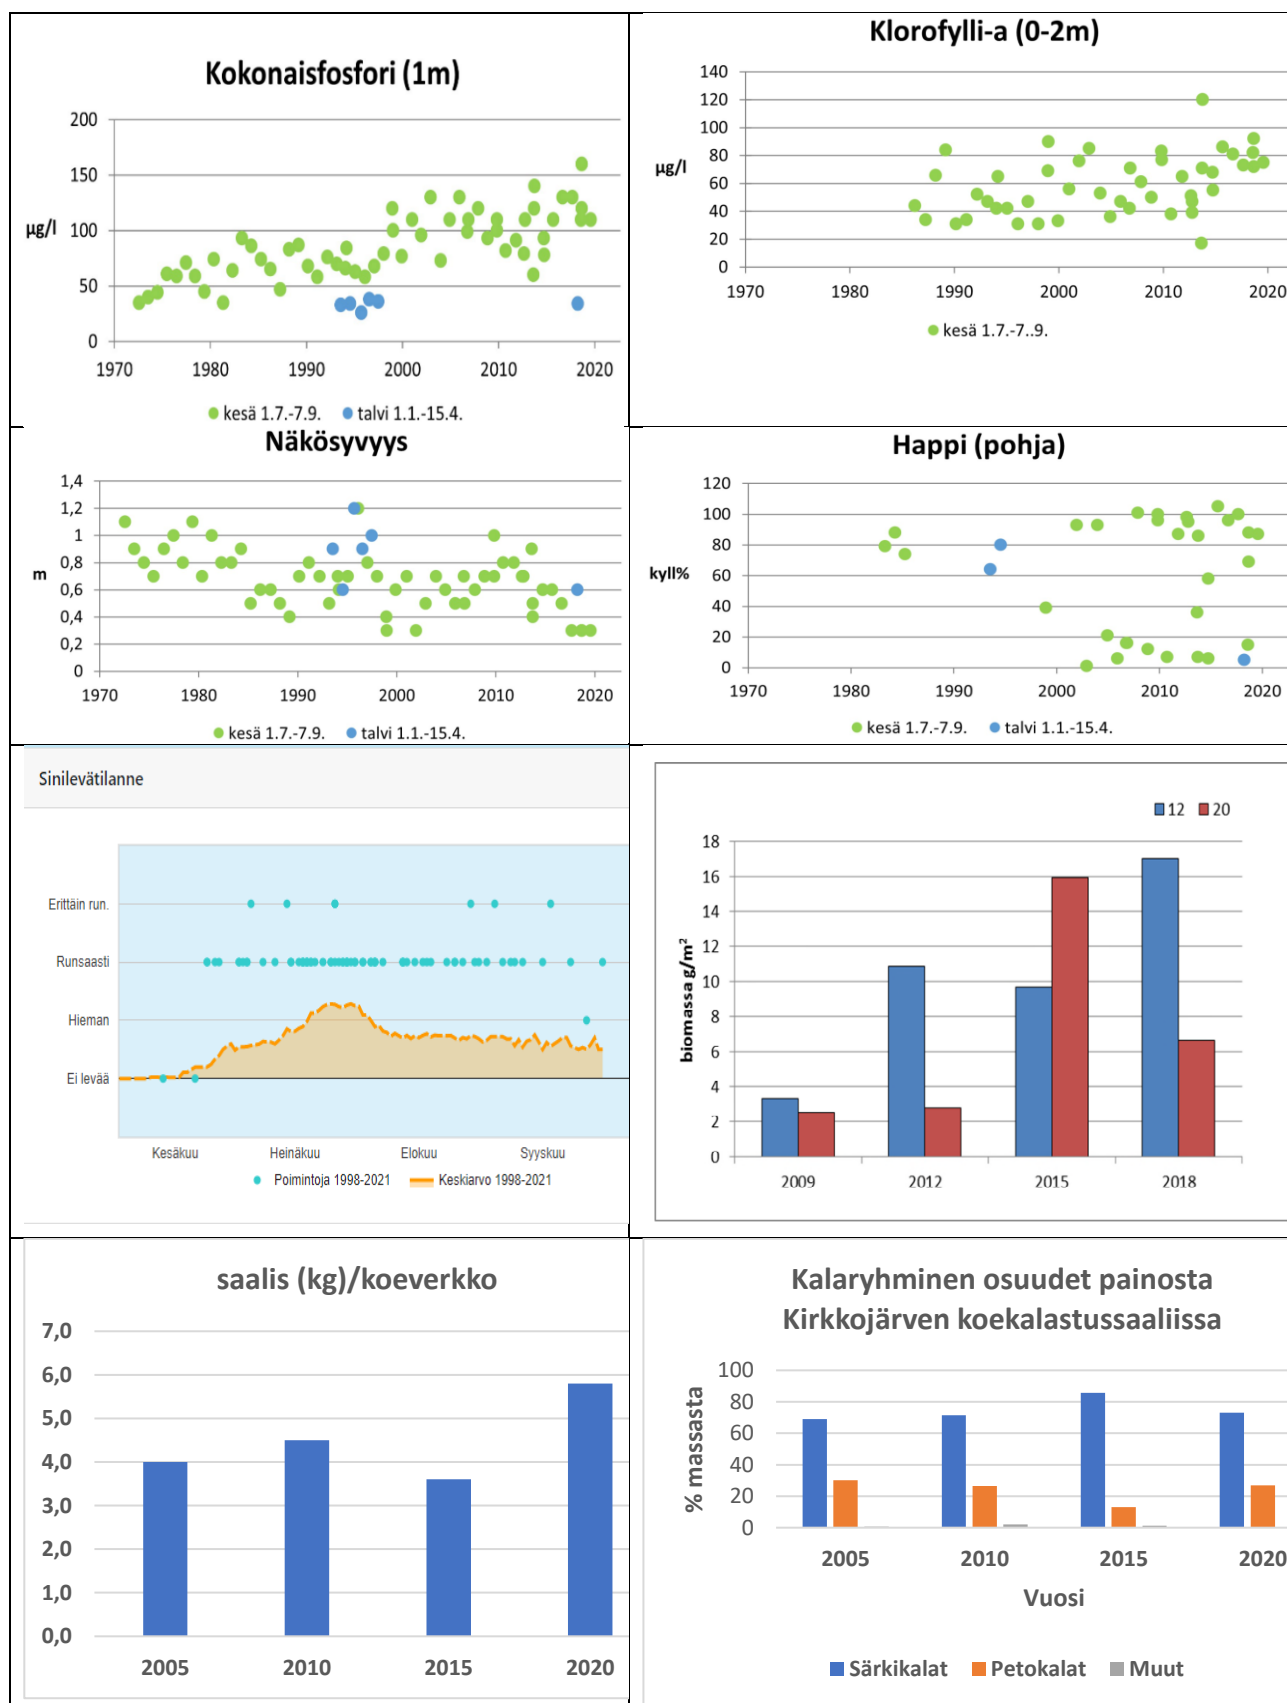 Kokonaisfosfori (1m)
200
150
µg/l
100
50
0
1970 1980 1990 2000 2010 2020
kesä 1.7.-7.9. talvi 1.1.-15.4.
Klorofylli-a (0-2m)
140
120
100
µg/l
80
60
40
20
0
1970 1980 1990 2000 2010 2020
kesä 1.7.-7..9.
Näkösyvyys
1,4
1,2
1
0,8
m
0,6
0,4
0,2
0
1970 1980 1990 2000 2010 2020
kesä 1.7.-7.9. talvi 1.1.-15.4.
Happi (pohja)
120
100
80
kyll%
60
40
20
0
1970 1980 1990 2000 2010 2020
kesä 1.7.-7.9. talvi 1.1.-15.4.
Sinilevätilanne
Erittäin run.
Runsaasti
Hieman
Ei levää
Kesäkuu Heinäkuu Elokuu Syyskuu
Poimintoja 1998-2021 Keskiarvo 1998-2021
12 20
18
16
14
12
10
8
6
4
2
0
biomassa g/m²
2009 2012 2015 2018
saalis (kg)/koeverkko
7,0
6,0
5,0
4,0
3,0
2,0
1,0
0,0
2005 2010 2015 2020
Kalaryhminen osuudet painosta
Kirkkojärven koekalastussaaliissa
100
80
60
40
20
0
% massasta
2005 2010 2015 2020
Vuosi
Särkikalat Petokalat Muut